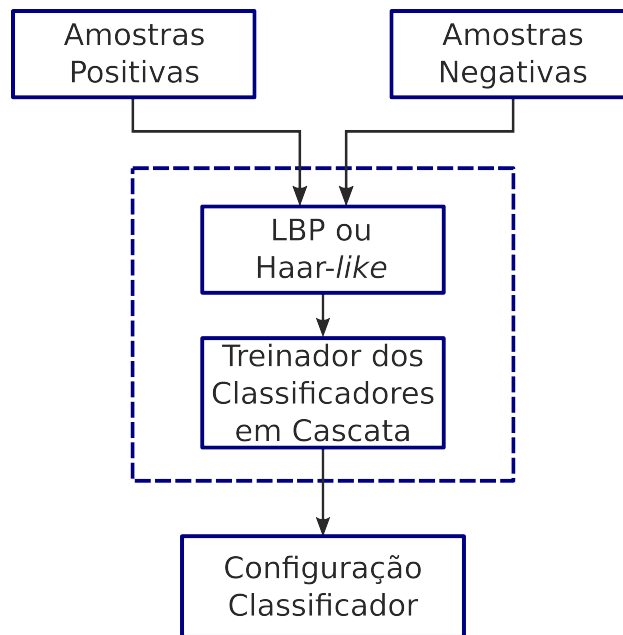 Amostras
Positivas
Amostras
Negativas
LBP ou
Haar-like
Treinador dos
Classificadores
em Cascata
Configuração
Classificador